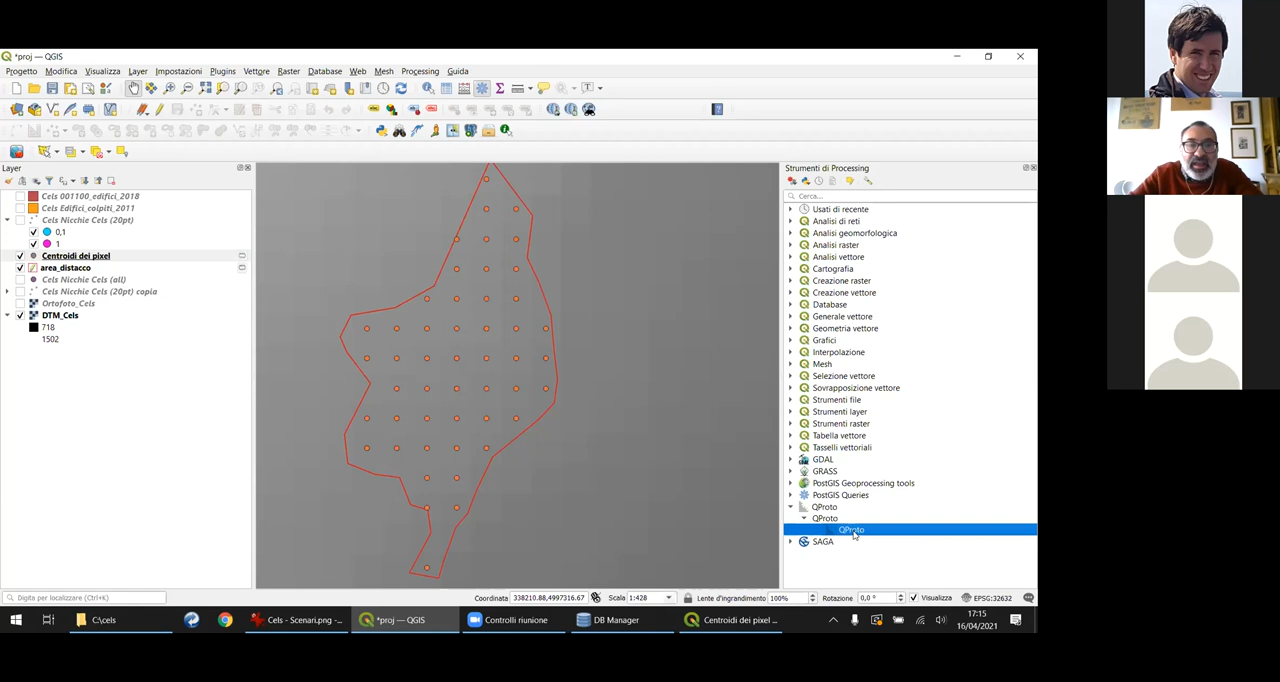 *proj — QGIS
Progetto Modifica Visualizza Layer Impostazioni Plugins Vettore Raster Database Web Mesh Processing Guida
Layer
Cels 001100_edifici_2018
Cels Edifici_colpiti_2011
Cels Nicchie Cels (20pt)
0,1
1
Centroidi dei pixel
area_distacco
Cels Nicchie Cels (all)
Cels Nicchie Cels (20pt) copia
Ortofoto_Cels
DTM_Cels
718
1502
Strumenti di Processing
Cerca...
Usati di recente
Analisi di reti
Analisi geomorfologica
Analisi raster
Analisi vettore
Cartografia
Creazione raster
Creazione vettore
Database
Generale vettore
Geometria vettore
Grafici
Interpolazione
Mesh
Selezione vettore
Sovrapposizione vettore
Strumenti file
Strumenti layer
Strumenti raster
Tabella vettore
Tasselli vettoriali
GDAL
GRASS
PostGIS Geoprocessing tools
PostGIS Queries
QProto
QProto
QProto
SAGA
Digita per localizzare (Ctrl+K)
Coordinata 338210.88,4997316.67 Scala 1:428 Lente d'ingrandimento 100% Rotazione 0,0 ° Visualizza EPSG:32632
C:\cels
Cels - Scenari.png -...
*proj — QGIS
Controlli riunione
DB Manager
Centroidi dei pixel ...
17:15
16/04/2021